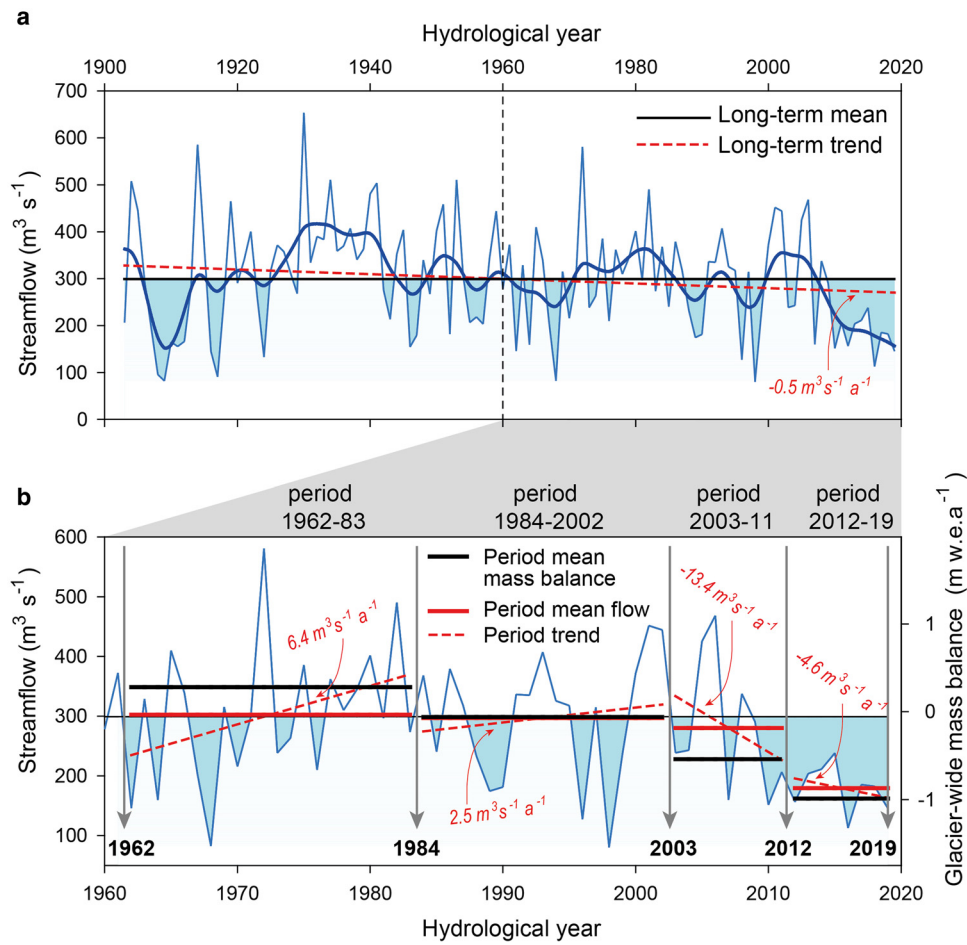 a
Hydrological year
1900 1920 1940 1960 1980 2000 2020
700
600
500
400
300
200
100
0
Streamflow (m³ s⁻¹)
Long-term mean
Long-term trend
-0.5 m³s⁻¹ a⁻¹
b
period
1962-83
period
1984-2002
period
2003-11
period
2012-19
600
500
400
300
200
100
Streamflow (m³ s⁻¹)
Period mean
mass balance
Period mean flow
Period trend
6.4 m³s⁻¹ a⁻¹
2.5 m³s⁻¹ a⁻¹
-13.4 m³s⁻¹ a⁻¹
-4.6 m³s⁻¹ a⁻¹
1
0
-1
Glacier-wide mass balance (m w.e.a⁻¹)
1962 1984 2003 2012 2019
1960 1970 1980 1990 2000 2010 2020
Hydrological year